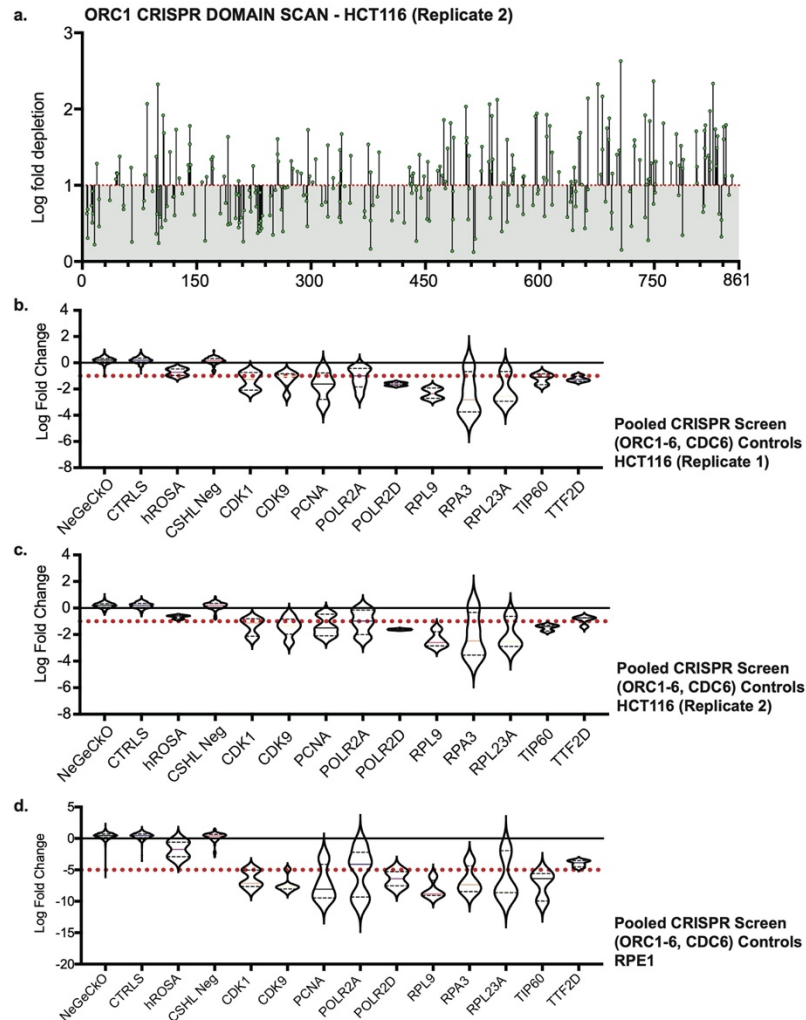 a. ORC1 CRISPR DOMAIN SCAN - HCT116 (Replicate 2)
Log fold depletion
3
2
1
0
0 150 300 450 600 750 861
b.
Log Fold Change
4
2
0
-2
-4
-6
-8
NeGeCkO CTRLS hROSA CSHL Neg CDK1 CDK9 PCNA POLR2A POLR2D RPL9 RPA3 RPL23A TIP60 TTF2D
Pooled CRISPR Screen
(ORC1-6, CDC6) Controls
HCT116 (Replicate 1)
c.
Log Fold Change
4
2
0
-2
-4
-6
-8
NeGeCkO CTRLS hROSA CSHL Neg CDK1 CDK9 PCNA POLR2A POLR2D RPL9 RPA3 RPL23A TIP60 TTF2D
Pooled CRISPR Screen
(ORC1-6, CDC6) Controls
HCT116 (Replicate 2)
d.
Log Fold Change
5
0
-5
-10
-15
-20
NeGeCkO CTRLS hROSA CSHL Neg CDK1 CDK9 PCNA POLR2A POLR2D RPL9 RPA3 RPL23A TIP60 TTF2D
Pooled CRISPR Screen
(ORC1-6, CDC6) Controls
RPE1